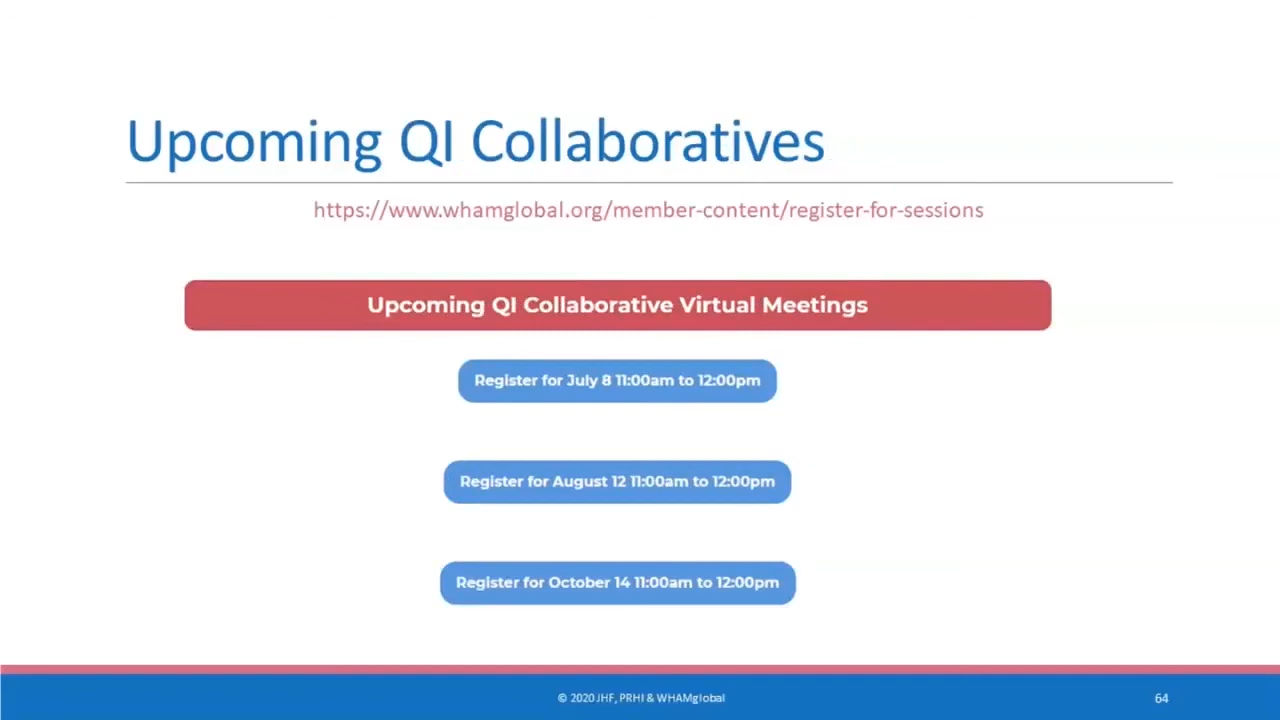 Upcoming QI Collaboratives
https://www.whamglobal.org/member-content/register-for-sessions
Upcoming QI Collaborative Virtual Meetings
Register for July 8 11:00am to 12:00pm
Register for August 12 11:00am to 12:00pm
Register for October 14 11:00am to 12:00pm
© 2020 JHF, PRHI & WHAMglobal
64